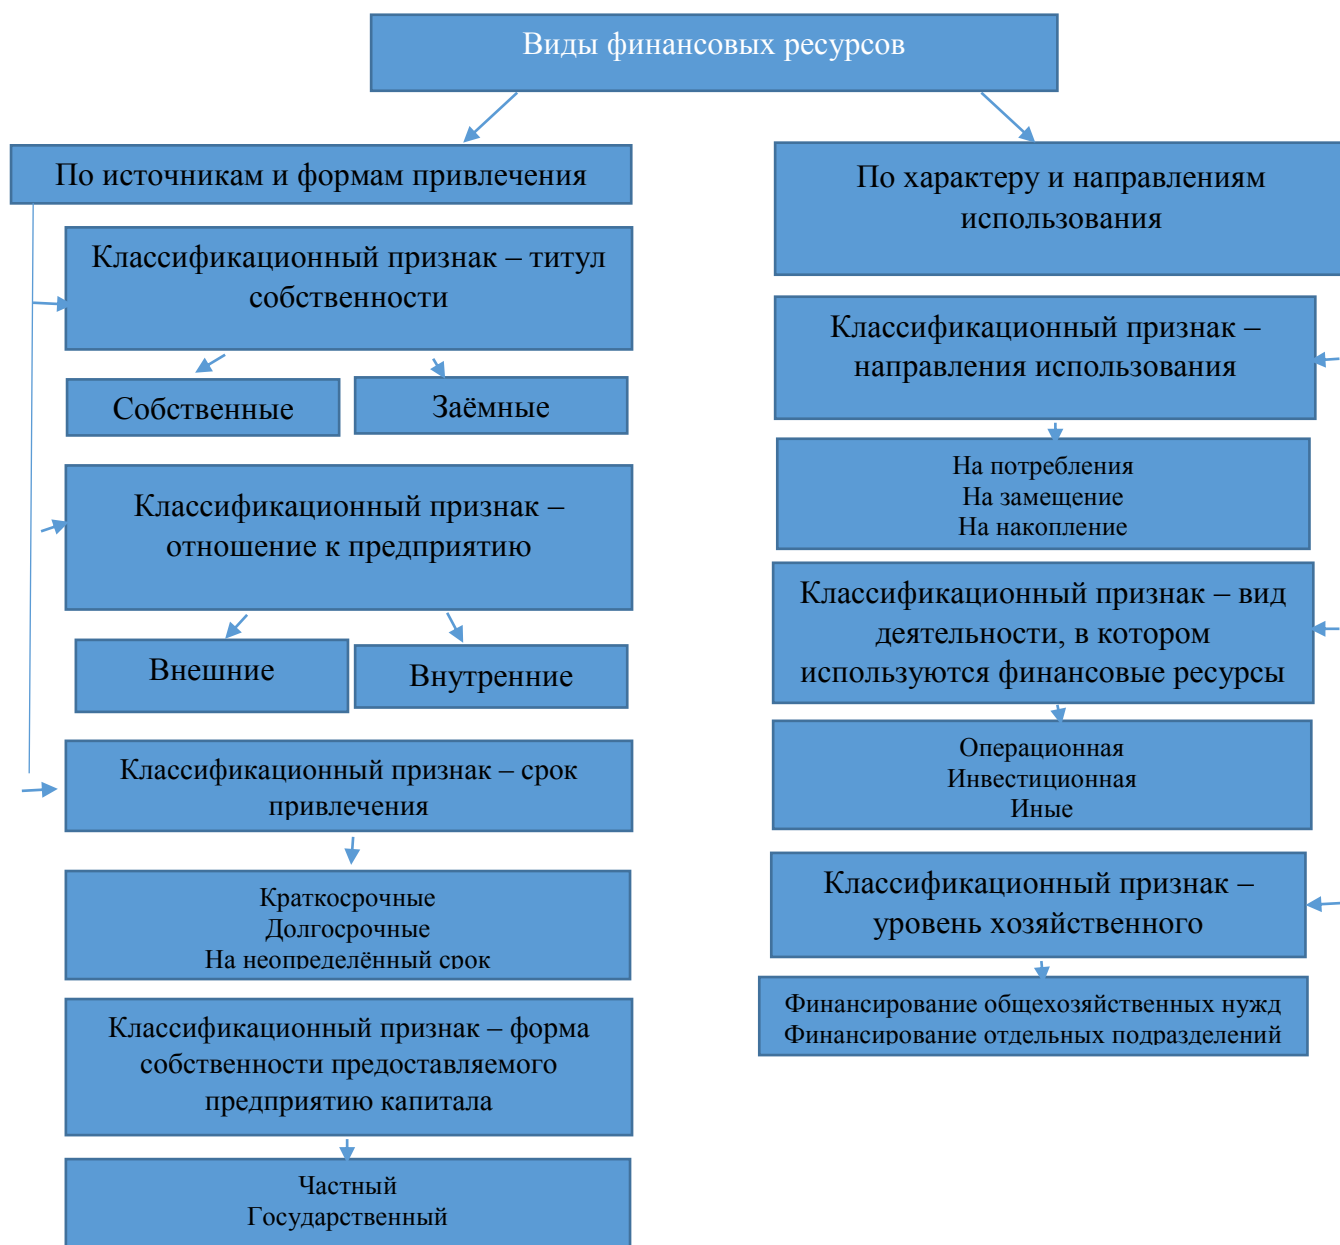 Виды финансовых ресурсов
По источникам и формам привлечения
Классификационный признак – титул
собственности
Собственные
Заёмные
Классификационный признак –
отношение к предприятию
Внешние
Внутренние
Классификационный признак – срок
привлечения
Краткосрочные
Долгосрочные
На неопределённый срок
Классификационный признак – форма
собственности предоставляемого
предприятию капитала
Частный
Государственный
По характеру и направлениям
использования
Классификационный признак –
направления использования
На потребления
На замещение
На накопление
Классификационный признак – вид
деятельности, в котором
используются финансовые ресурсы
Операционная
Инвестиционная
Иные
Классификационный признак –
уровень хозяйственного
Финансирование общехозяйственных нужд
Финансирование отдельных подразделений